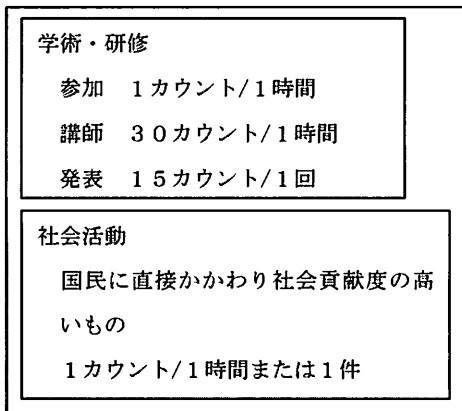 学術・研修
参加　1カウント/1時間
講師　30カウント/1時間
発表　15カウント/1回
社会活動
国民に直接かかわり社会貢献度の高
いもの
1カウント/1時間または1件